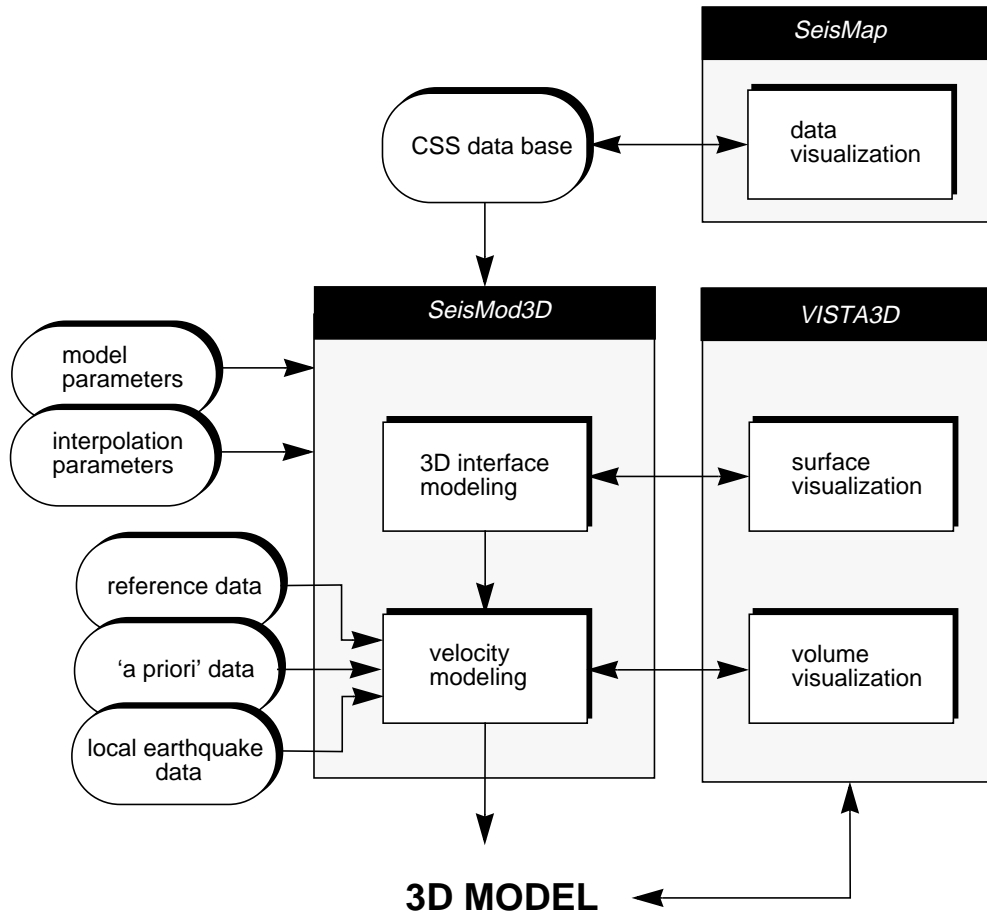 SeisMap
data
visualization
CSS data base
SeisMod3D
VISTA3D
model
parameters
interpolation
parameters
3D interface
modeling
surface
visualization
reference data
‘a priori’ data
local earthquake
data
velocity
modeling
volume
visualization
3D MODEL